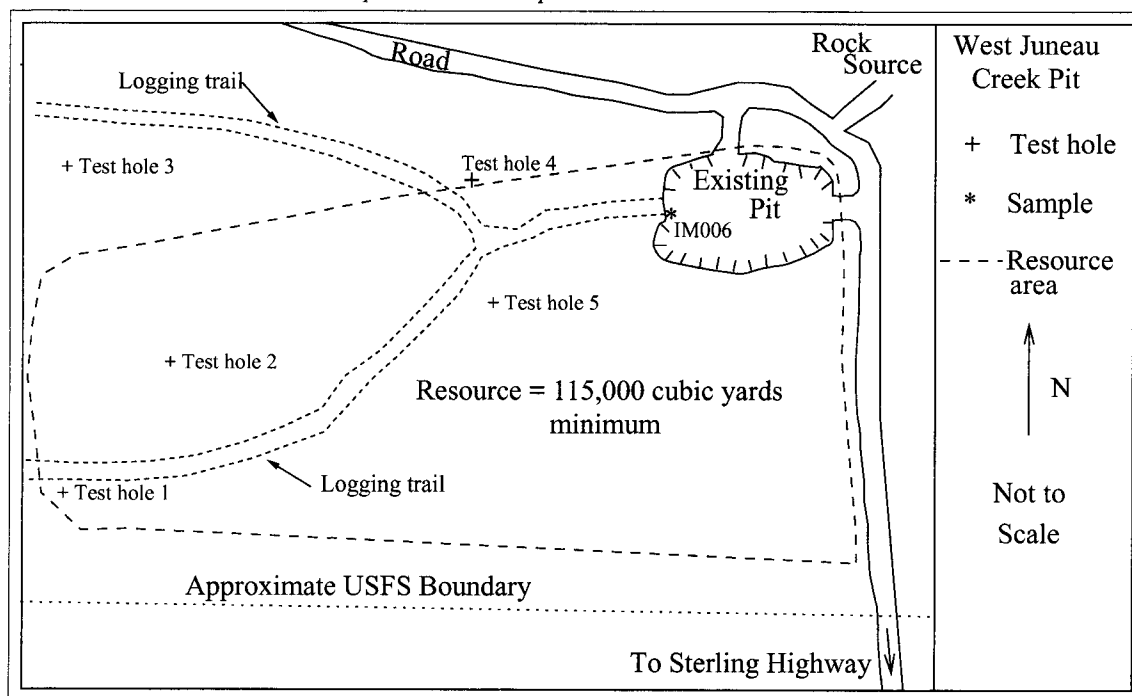 Road
Rock
Source
Logging trail
+ Test hole 3
Test hole 4
+
Existing
Pit
*
IM006
+ Test hole 5
+ Test hole 2
Resource = 115,000 cubic yards
minimum
+ Test hole 1
Logging trail
Approximate USFS Boundary
To Sterling Highway
West Juneau
Creek Pit
+ Test hole
* Sample
Resource
area
N
Not to
Scale